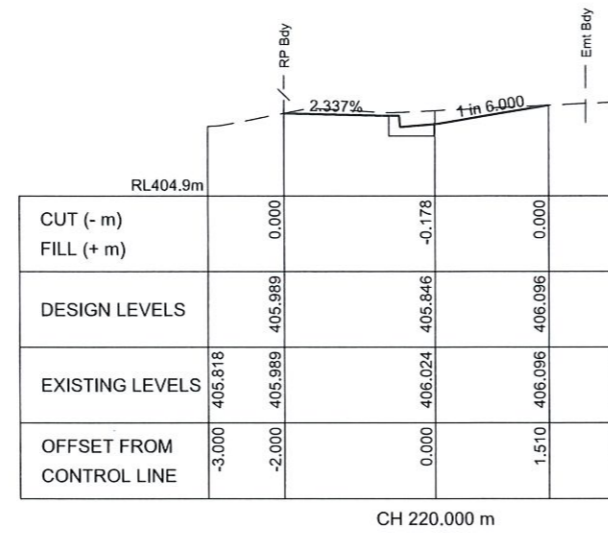 RP Bdy
Emt Bdy
2.337%
1 in 6.000
RL404.9m
CUT (- m)
FILL (+ m)
0.000
-0.178
0.000
DESIGN LEVELS
405.989
405.846
406.096
EXISTING LEVELS
405.818
405.989
406.024
406.096
OFFSET FROM
CONTROL LINE
-3.000
-2.000
0.000
1.510
CH 220.000 m